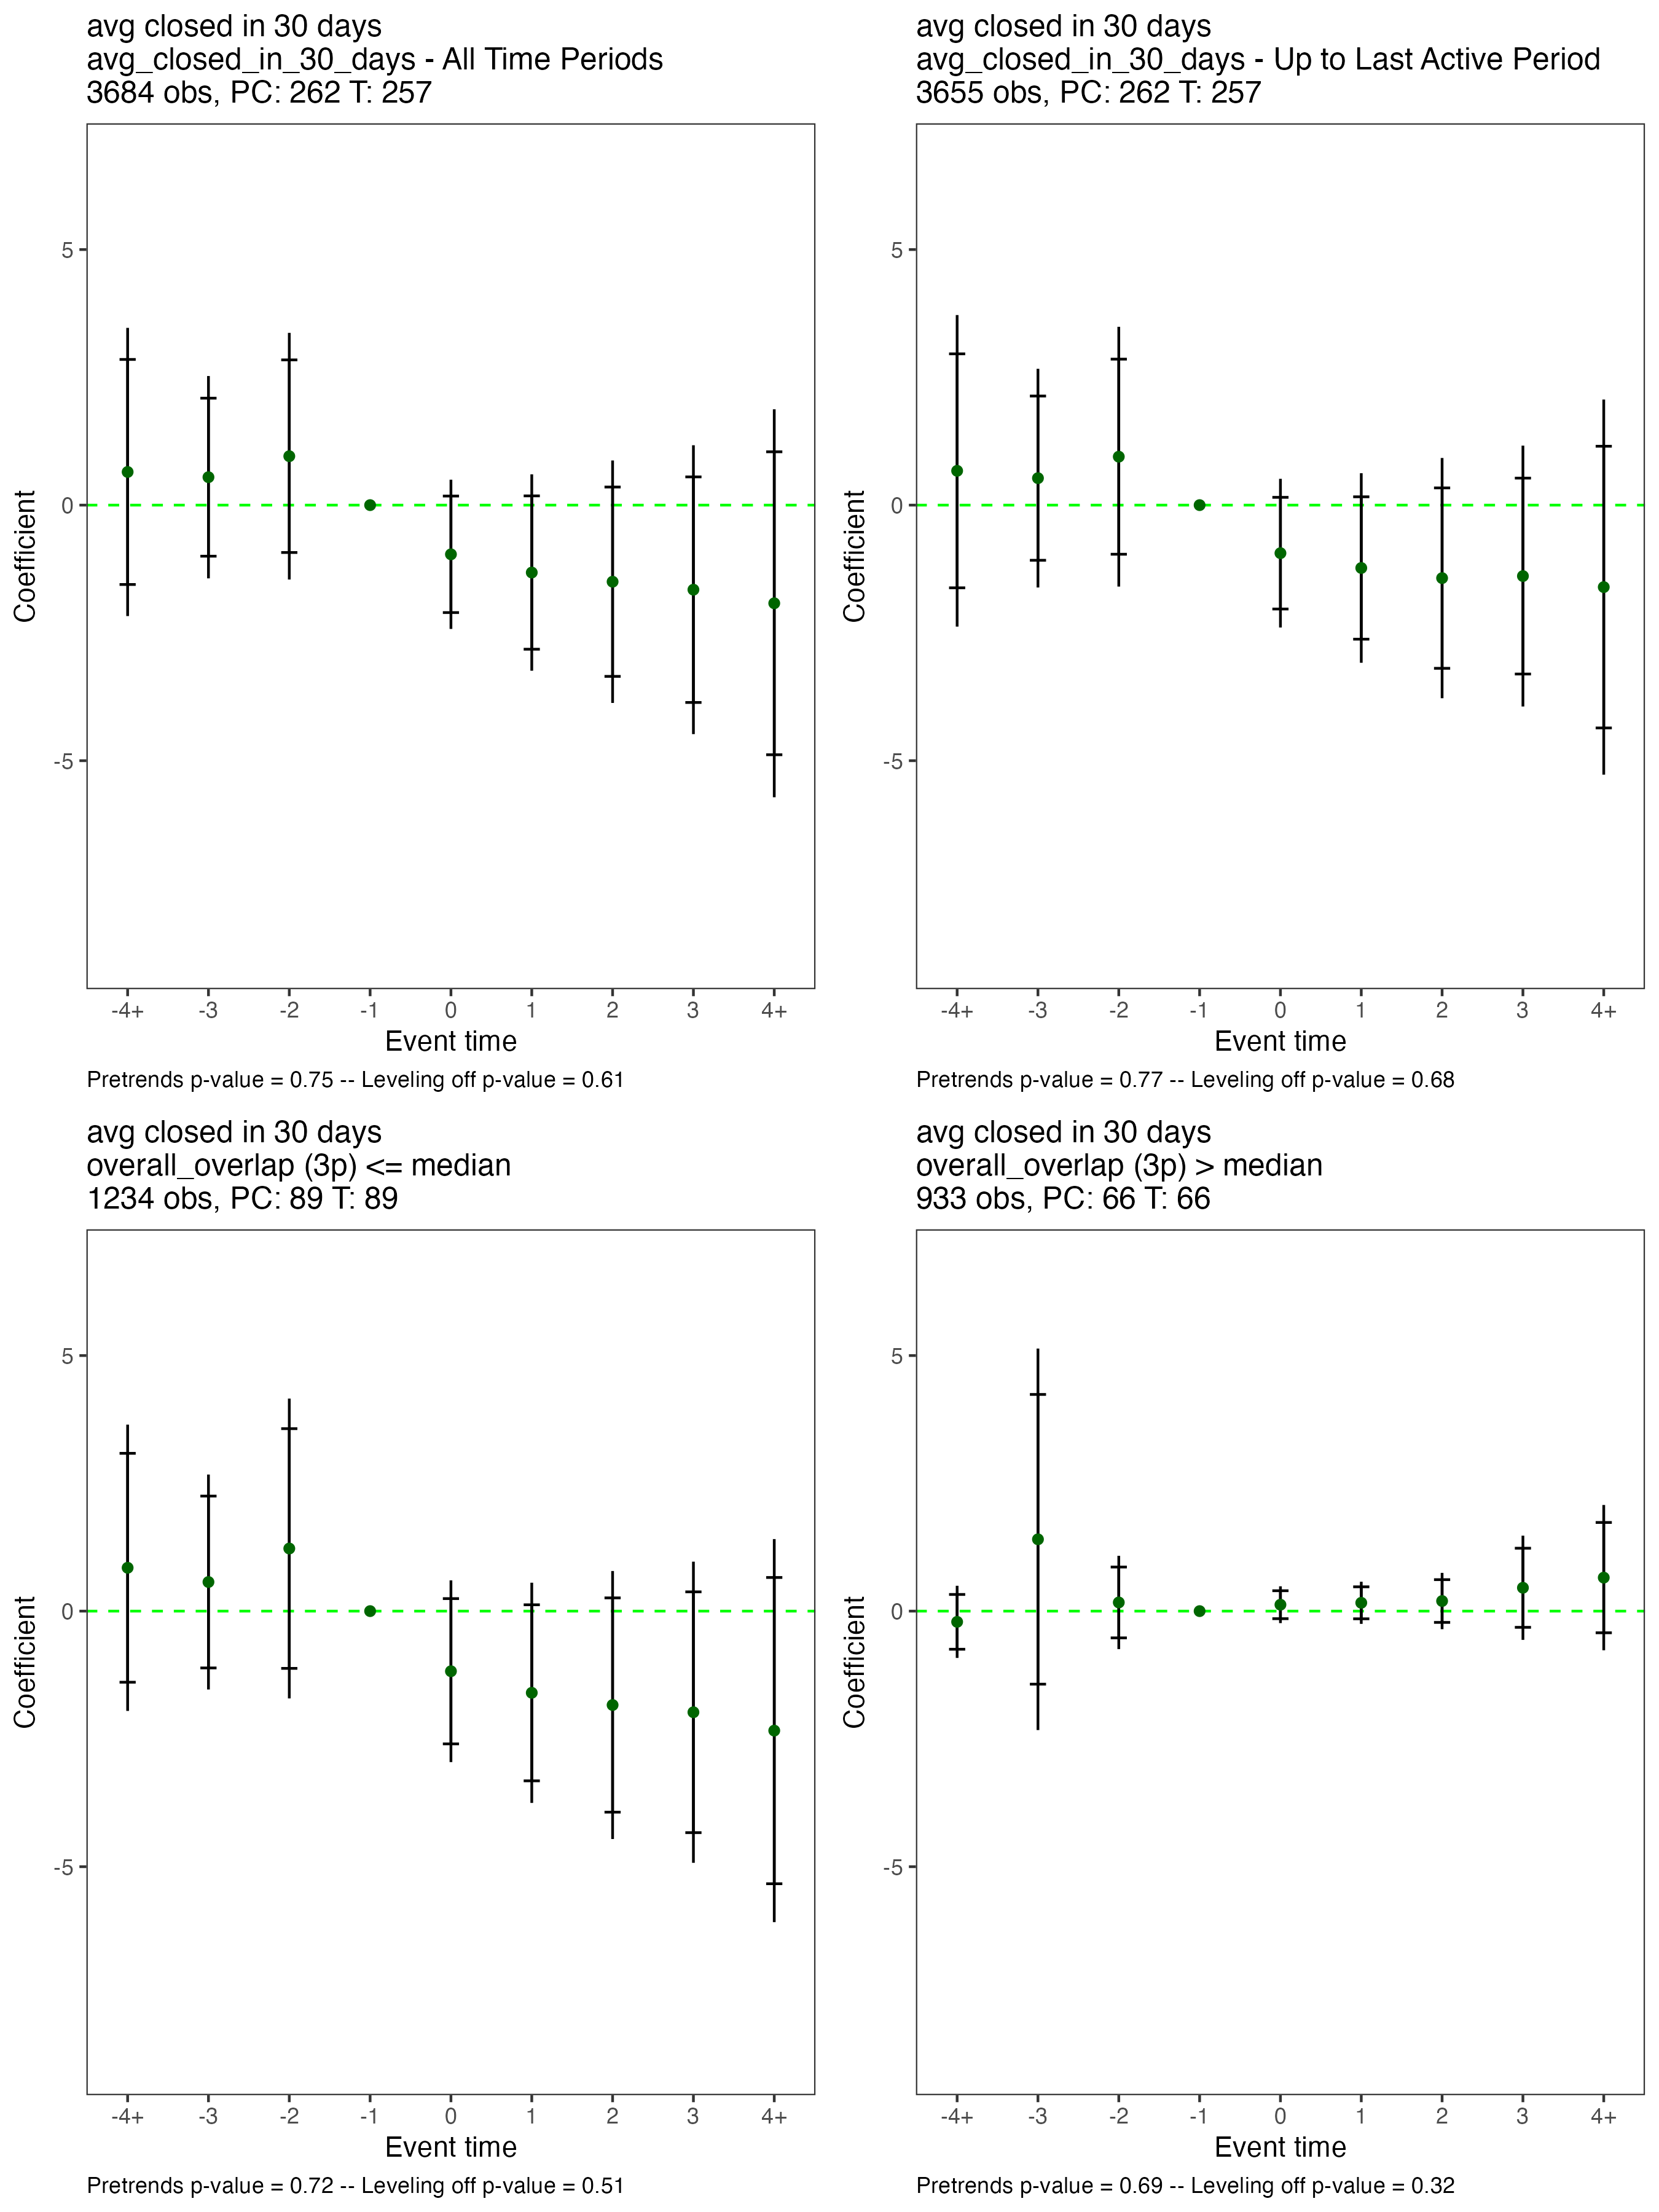 avg closed in 30 days
avg_closed_in_30_days - All Time Periods
3684 obs, PC: 262 T: 257
5
0
-5
Coefficient
-4+ -3 -2 -1 0 1 2 3 4+
Event time
Pretrends p-value = 0.75 -- Leveling off p-value = 0.61
avg closed in 30 days
avg_closed_in_30_days - Up to Last Active Period
3655 obs, PC: 262 T: 257
5
0
-5
Coefficient
-4+ -3 -2 -1 0 1 2 3 4+
Event time
Pretrends p-value = 0.77 -- Leveling off p-value = 0.68
avg closed in 30 days
overall_overlap (3p) <= median
1234 obs, PC: 89 T: 89
5
0
-5
Coefficient
-4+ -3 -2 -1 0 1 2 3 4+
Event time
Pretrends p-value = 0.72 -- Leveling off p-value = 0.51
avg closed in 30 days
overall_overlap (3p) > median
933 obs, PC: 66 T: 66
5
0
-5
Coefficient
-4+ -3 -2 -1 0 1 2 3 4+
Event time
Pretrends p-value = 0.69 -- Leveling off p-value = 0.32